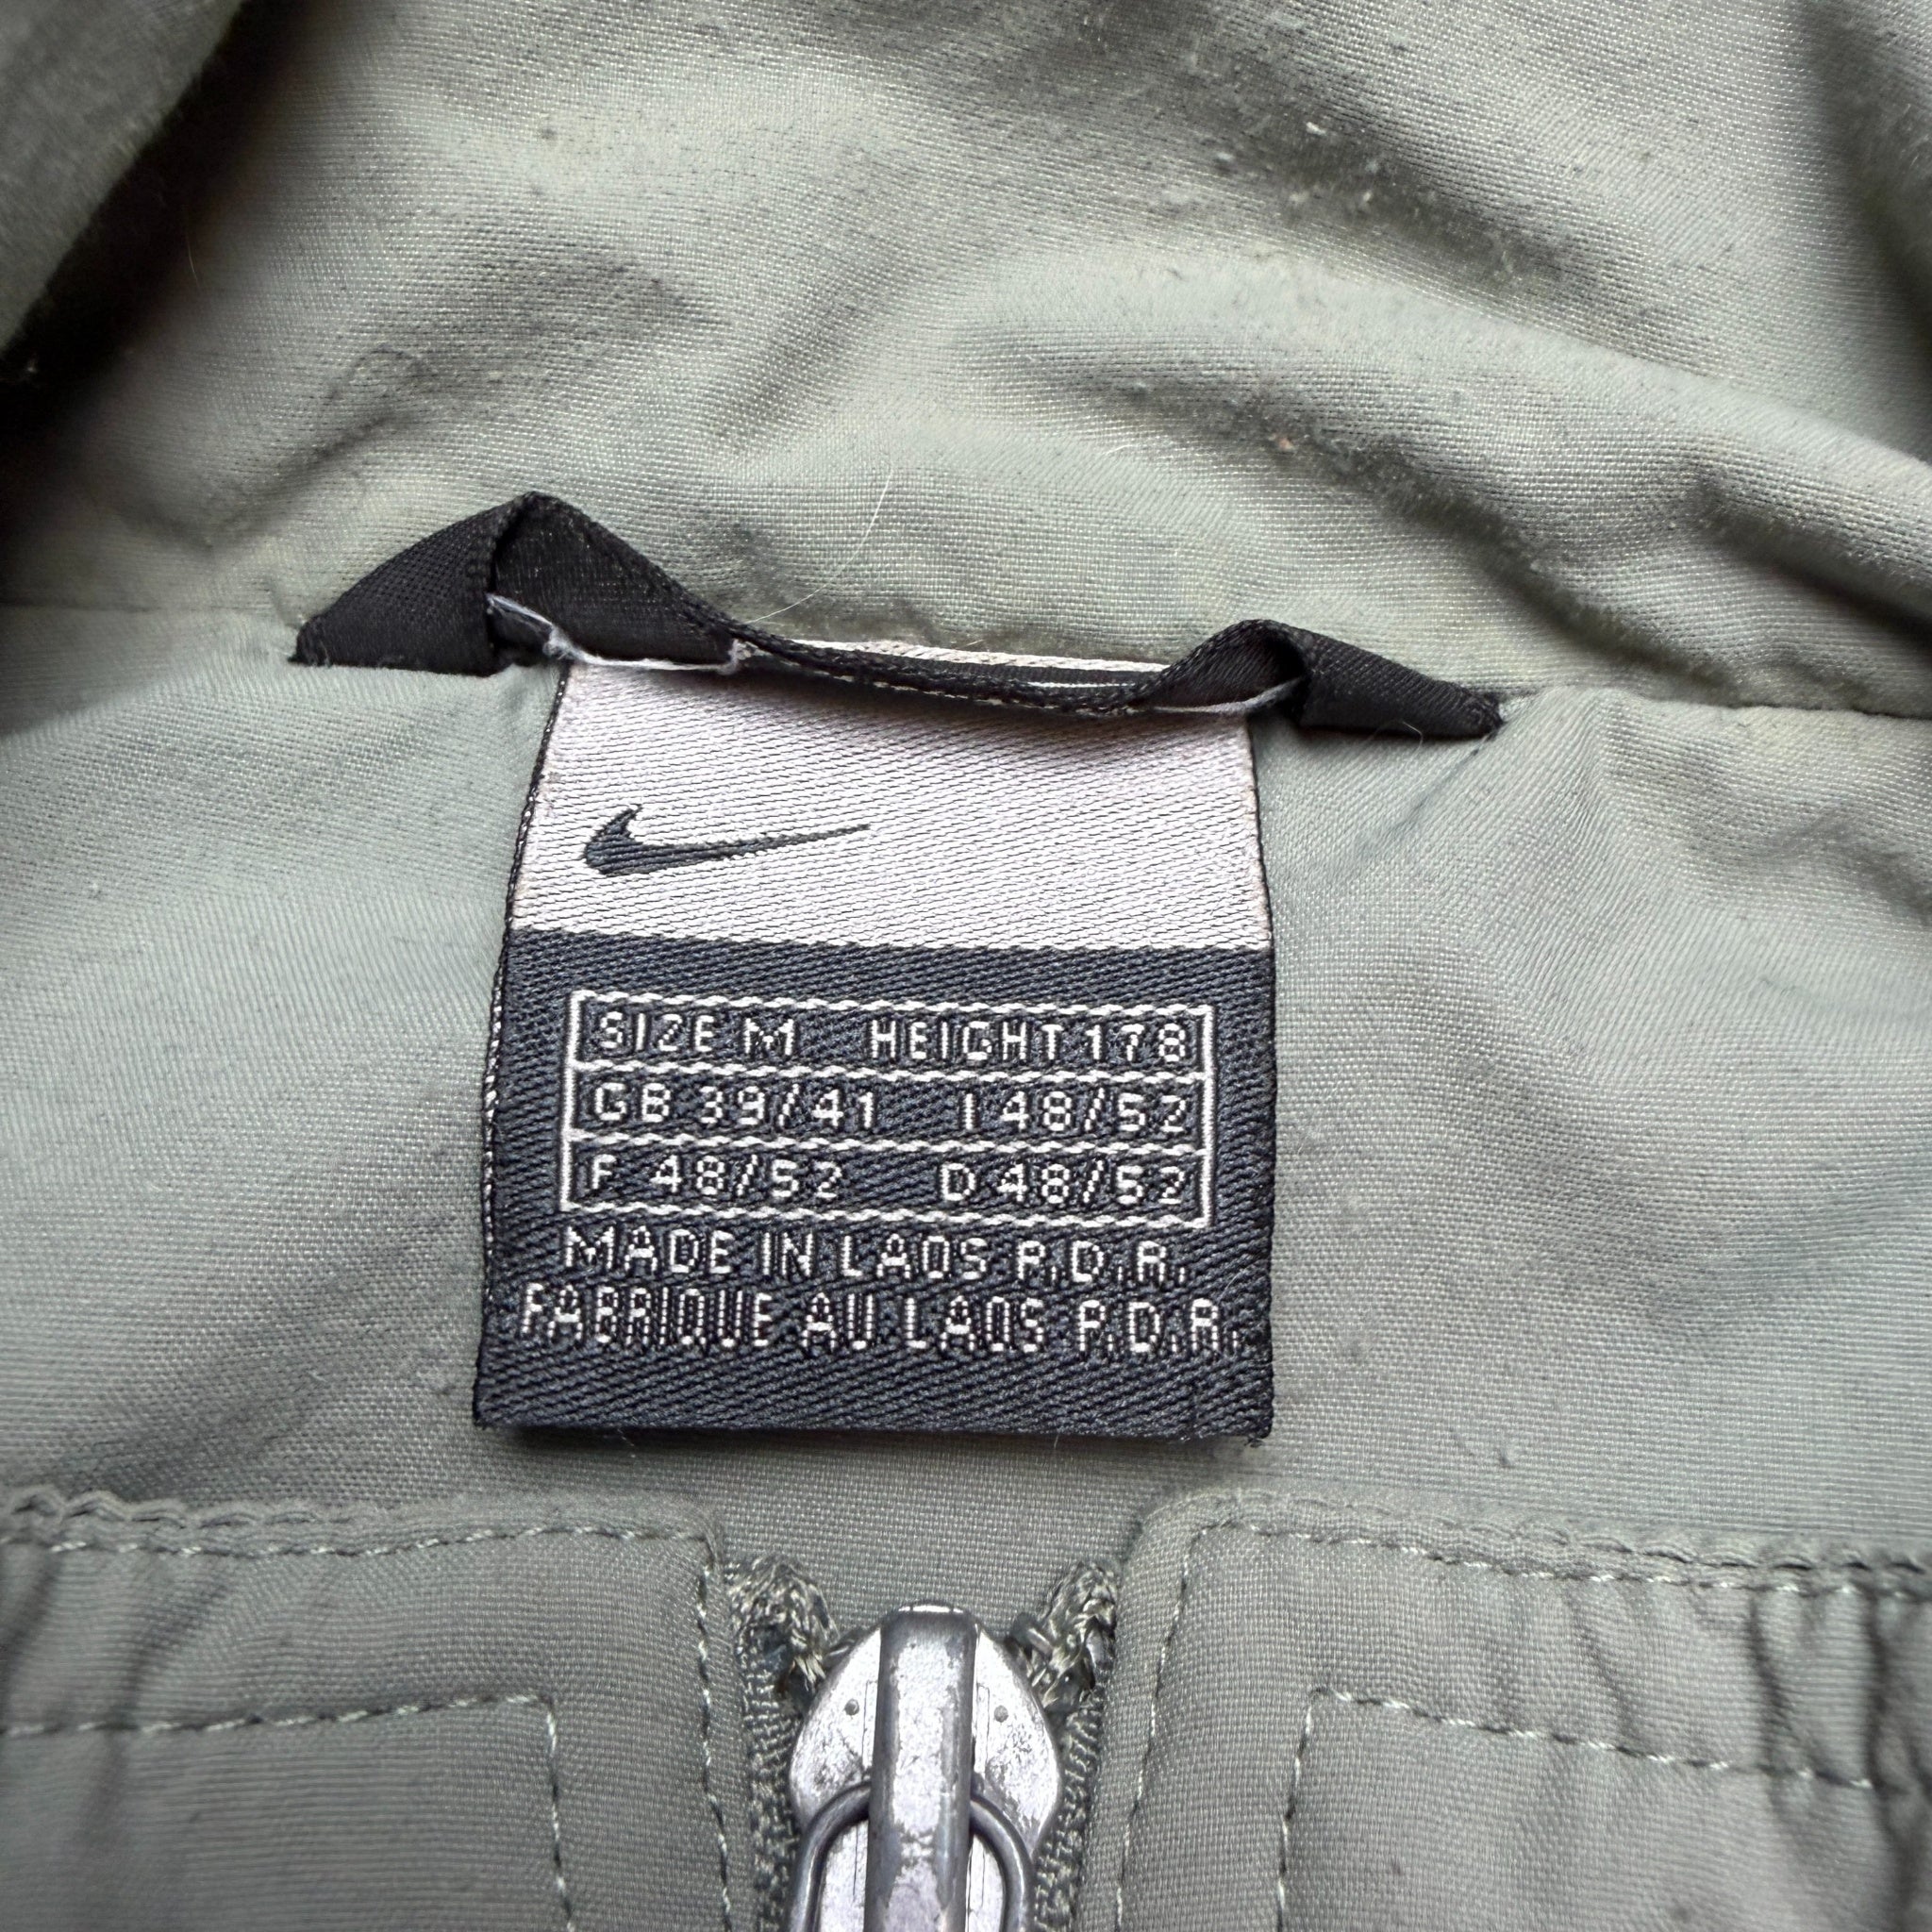 SIZE M HEIGHT 178
GB 39/41 I 48/52
F 48/52 D 48/52
MADE IN LAOS P.D.R.
FABRIQUE AU LAOS P.D.R.